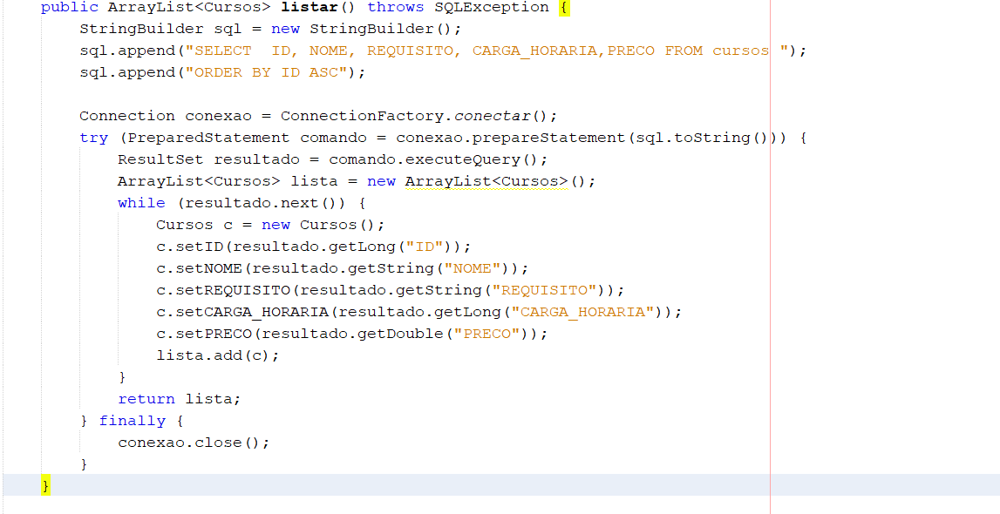 public ArrayList<Cursos> listar() throws SQLException {
StringBuilder sql = new StringBuilder();
sql.append("SELECT  ID, NOME, REQUISITO, CARGA_HORARIA,PRECO FROM cursos ");
sql.append("ORDER BY ID ASC");
Connection conexao = ConnectionFactory.conectar();
try (PreparedStatement comando = conexao.prepareStatement(sql.toString())) {
ResultSet resultado = comando.executeQuery();
ArrayList<Cursos> lista = new ArrayList<Cursos>();
while (resultado.next()) {
Cursos c = new Cursos();
c.setID(resultado.getLong("ID"));
c.setNOME(resultado.getString("NOME"));
c.setREQUISITO(resultado.getString("REQUISITO"));
c.setCARGA_HORARIA(resultado.getLong("CARGA_HORARIA"));
c.setPRECO(resultado.getDouble("PRECO"));
lista.add(c);
}
return lista;
} finally {
conexao.close();
}
}